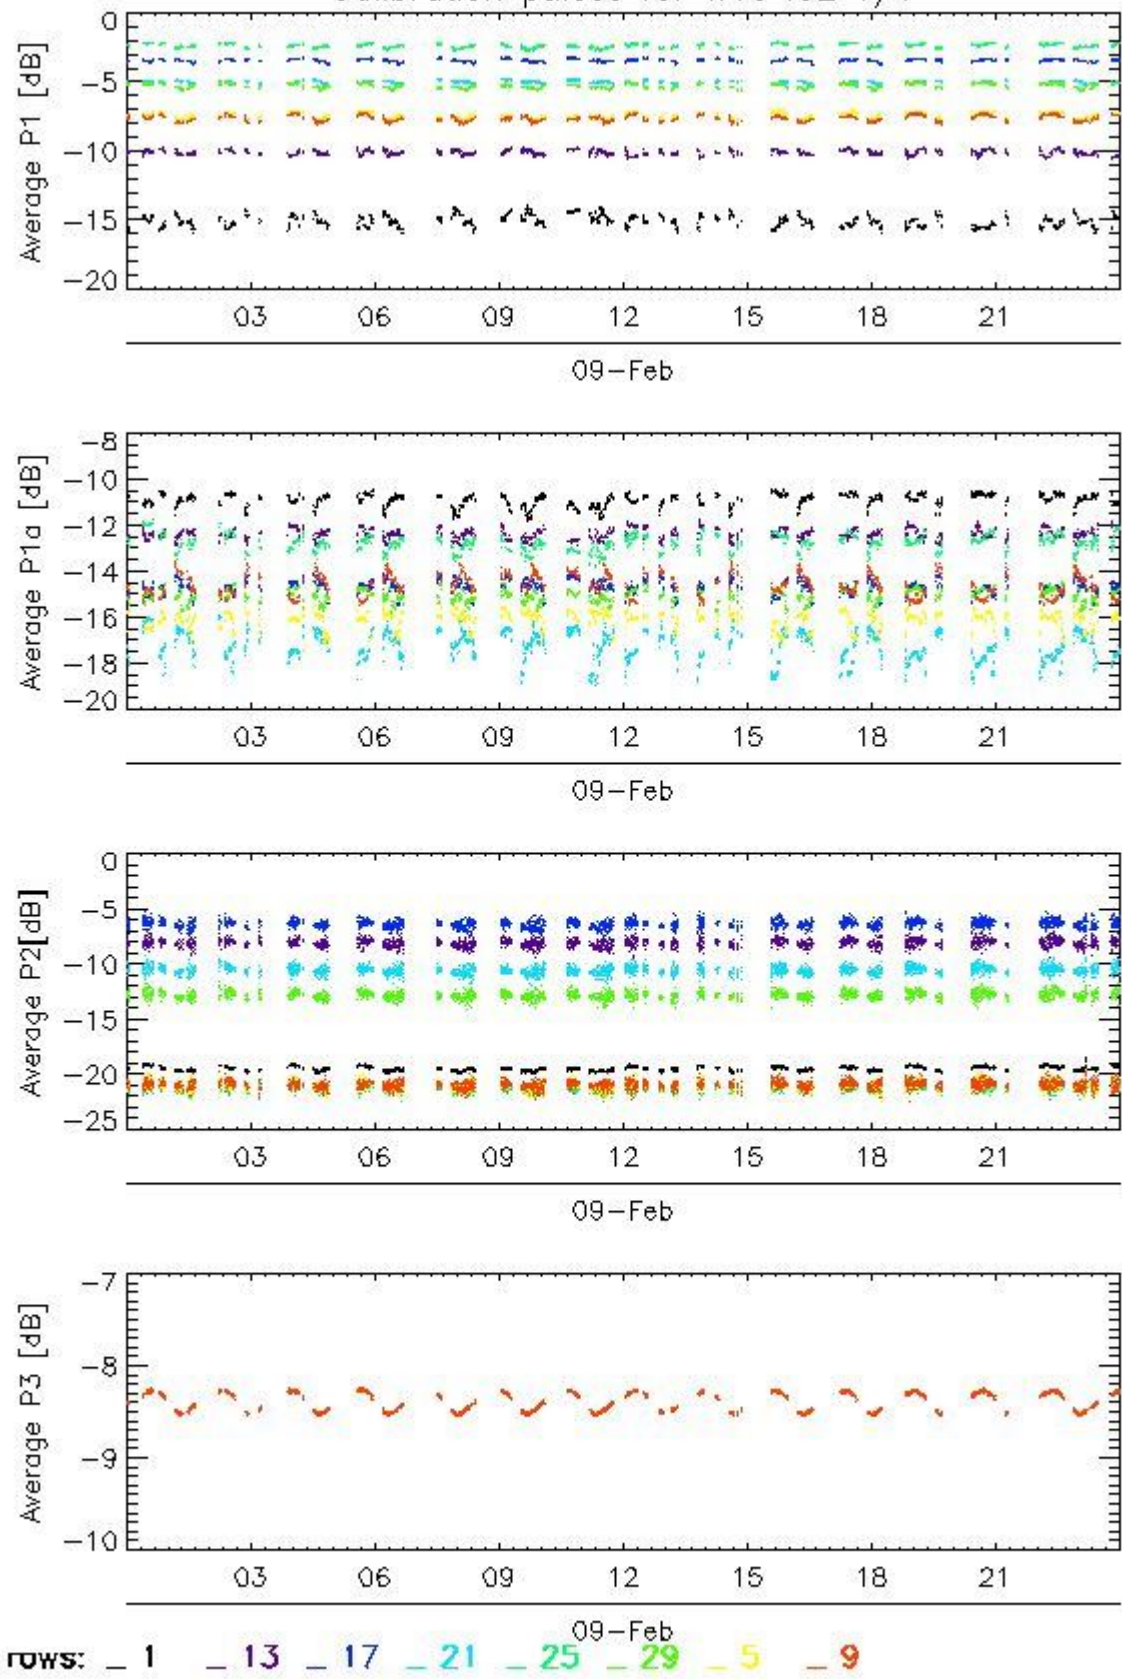 Average P1 [dB]
0
−5
−10
−15
−20
03 06 09 12 15 18 21
09−Feb
Average P1a [dB]
−8
−10
−12
−14
−16
−18
−20
03 06 09 12 15 18 21
09−Feb
Average P2[dB]
0
−5
−10
−15
−20
−25
03 06 09 12 15 18 21
09−Feb
Average P3 [dB]
−7
−8
−9
−10
03 06 09 12 15 18 21
09−Feb
rows: _ 1 _ 13 _ 17 _ 21 _ 25 _ 29 _ 5 _ 9